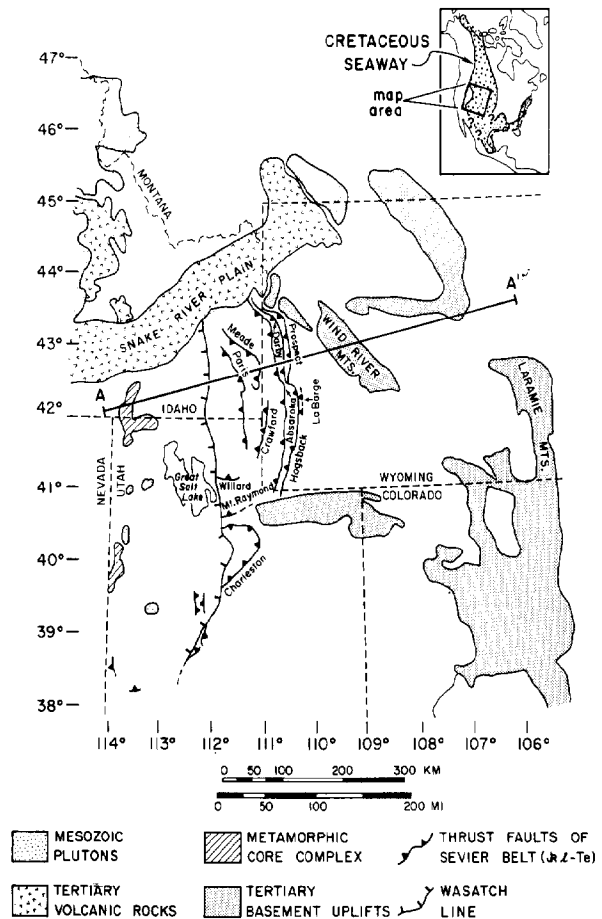 CRETACEOUS
SEAWAY
map
area
47°
46°
45°
44°
43°
42°
41°
40°
39°
38°
MONTANA
SNAKE RIVER PLAIN
A
A'
Meade
Paris
Darby
Prospect
WIND RIVER
MTS.
LARAMIE
MTS.
IDAHO
Crawford
Absaroka
La Barge
Hogsback
NEVADA
UTAH
Great
Salt
Lake
Willard
Mt. Raymond
WYOMING
COLORADO
Charleston
114° 113° 112° 111° 110° 109° 108° 107° 106°
0 50 100 200 300 KM
0 50 100 200 MI
MESOZOIC
PLUTONS
METAMORPHIC
CORE COMPLEX
THRUST FAULTS OF
SEVIER BELT
TERTIARY
VOLCANIC ROCKS
TERTIARY
BASEMENT UPLIFTS
WASATCH
LINE